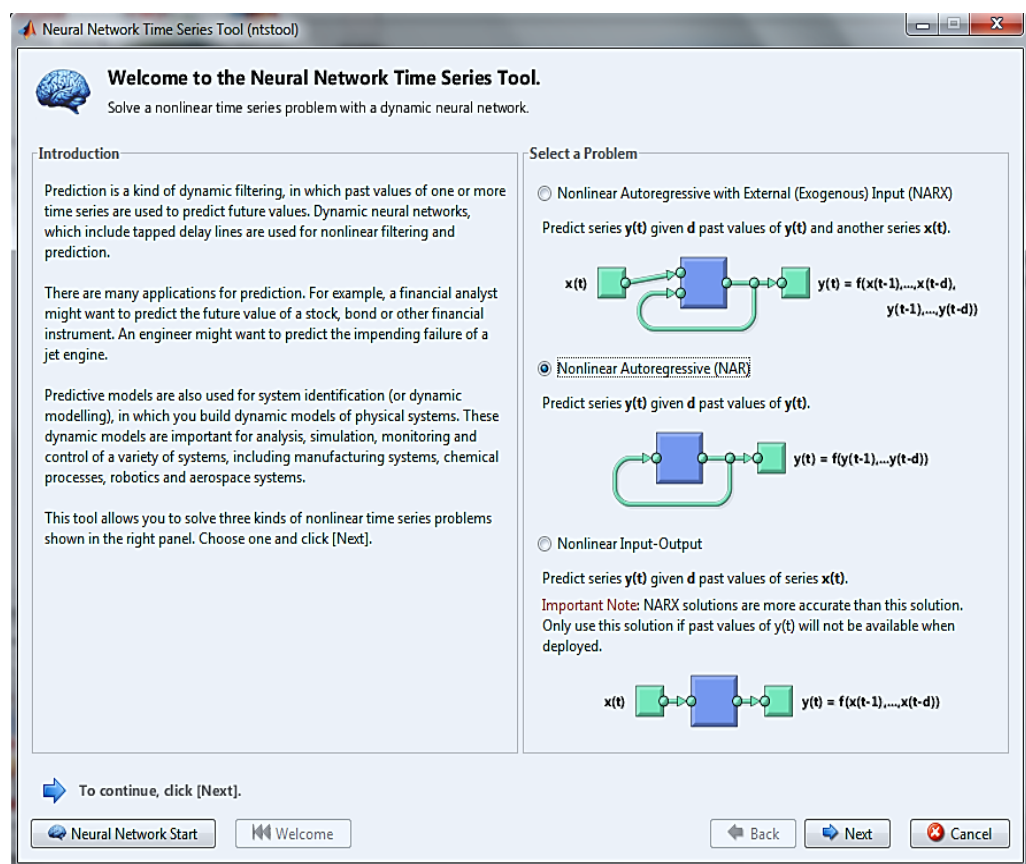 Neural Network Time Series Tool (ntstool)
Welcome to the Neural Network Time Series Tool.
Solve a nonlinear time series problem with a dynamic neural network.
Introduction
Prediction is a kind of dynamic filtering, in which past values of one or more
time series are used to predict future values. Dynamic neural networks,
which include tapped delay lines are used for nonlinear filtering and
prediction.
There are many applications for prediction. For example, a financial analyst
might want to predict the future value of a stock, bond or other financial
instrument. An engineer might want to predict the impending failure of a
jet engine.
Predictive models are also used for system identification (or dynamic
modelling), in which you build dynamic models of physical systems. These
dynamic models are important for analysis, simulation, monitoring and
control of a variety of systems, including manufacturing systems, chemical
processes, robotics and aerospace systems.
This tool allows you to solve three kinds of nonlinear time series problems
shown in the right panel. Choose one and click [Next].
Select a Problem
Nonlinear Autoregressive with External (Exogenous) Input (NARX)
Predict series y(t) given d past values of y(t) and another series x(t).
x(t)
y(t) = f(x(t-1),...,x(t-d),
y(t-1),...,y(t-d))
Nonlinear Autoregressive (NAR)
Predict series y(t) given d past values of y(t).
y(t) = f(y(t-1),...y(t-d))
Nonlinear Input-Output
Predict series y(t) given d past values of series x(t).
Important Note: NARX solutions are more accurate than this solution.
Only use this solution if past values of y(t) will not be available when
deployed.
x(t)
y(t) = f(x(t-1),...,x(t-d))
To continue, click [Next].
Neural Network Start
Welcome
Back
Next
Cancel